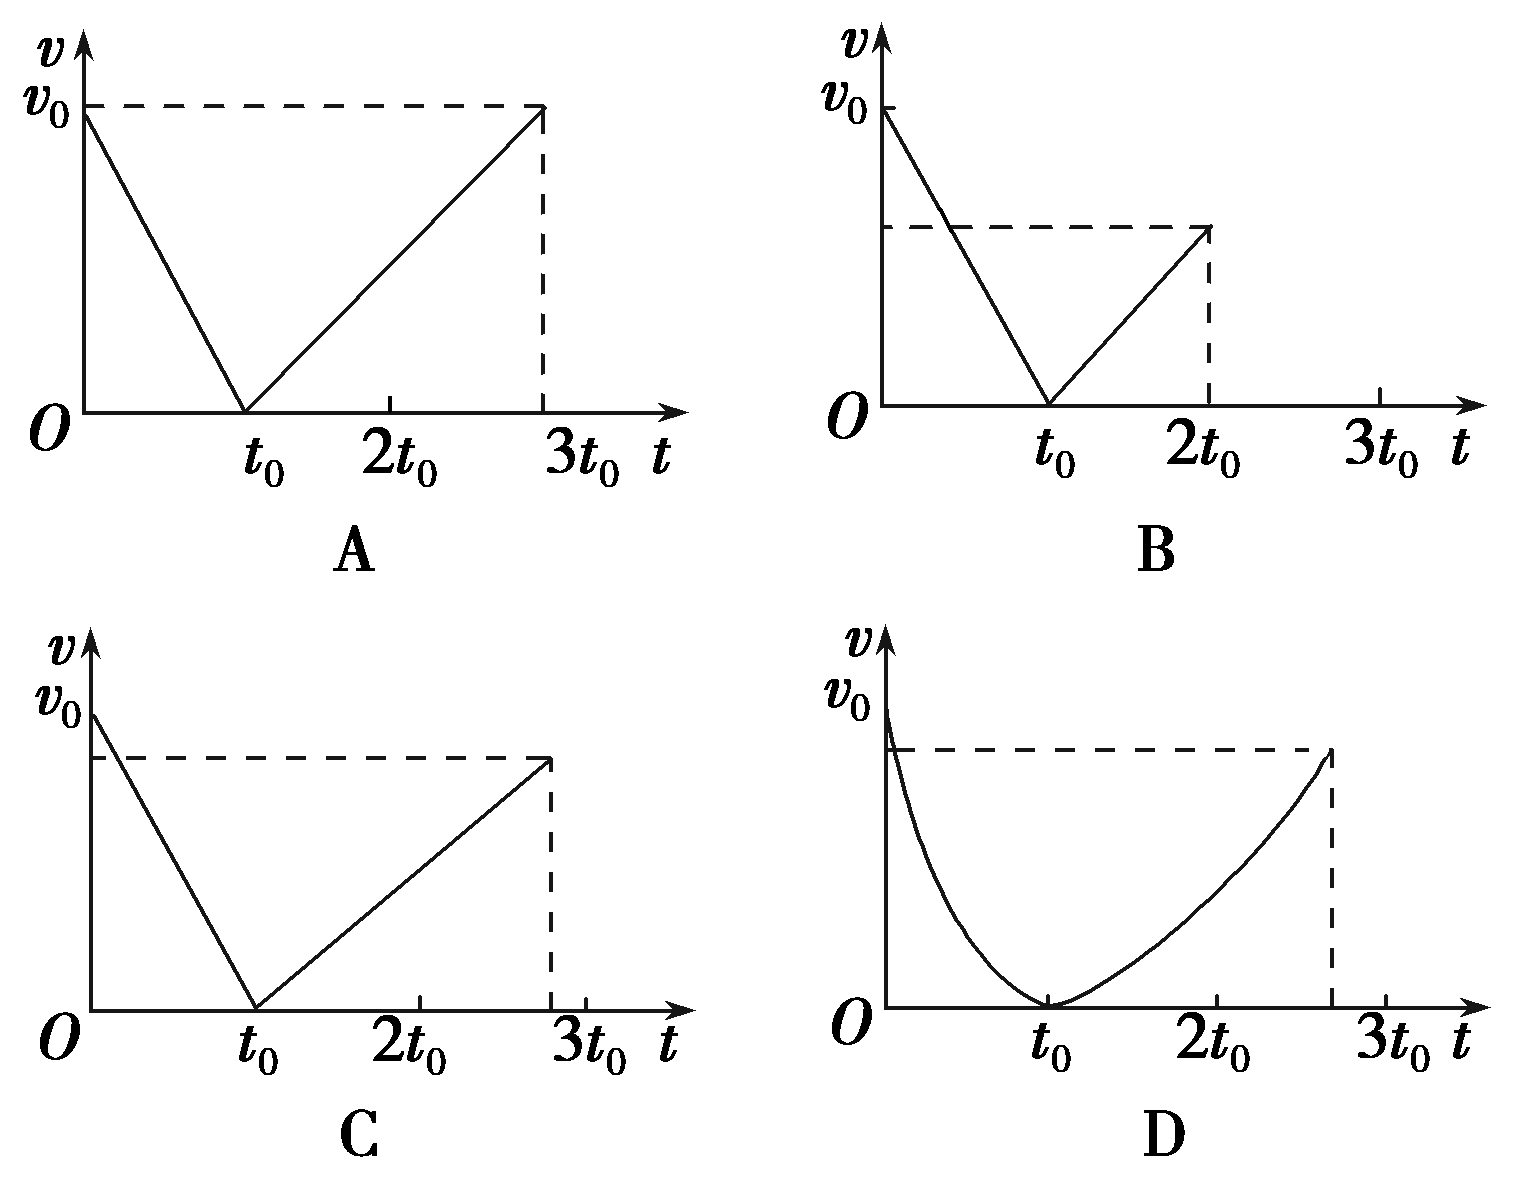 v
v₀
O
t₀ 2t₀ 3t₀ t
A
v
v₀
O
t₀ 2t₀ 3t₀ t
B
v
v₀
O
t₀ 2t₀ 3t₀ t
C
v
v₀
O
t₀ 2t₀ 3t₀ t
D